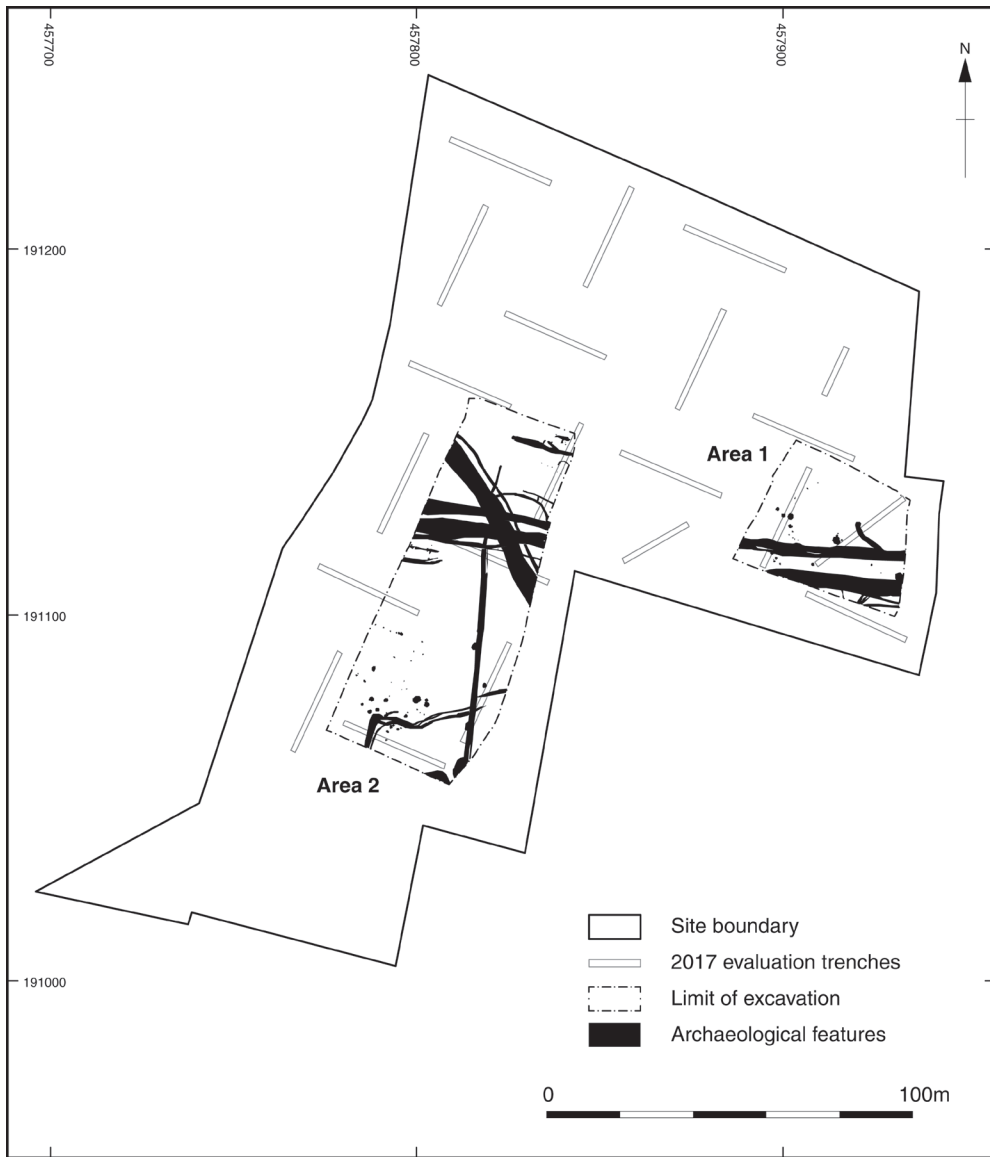 457700
457800
457900
N
191200
Area 1
191100
Area 2
191000
Site boundary
2017 evaluation trenches
Limit of excavation
Archaeological features
0
100m